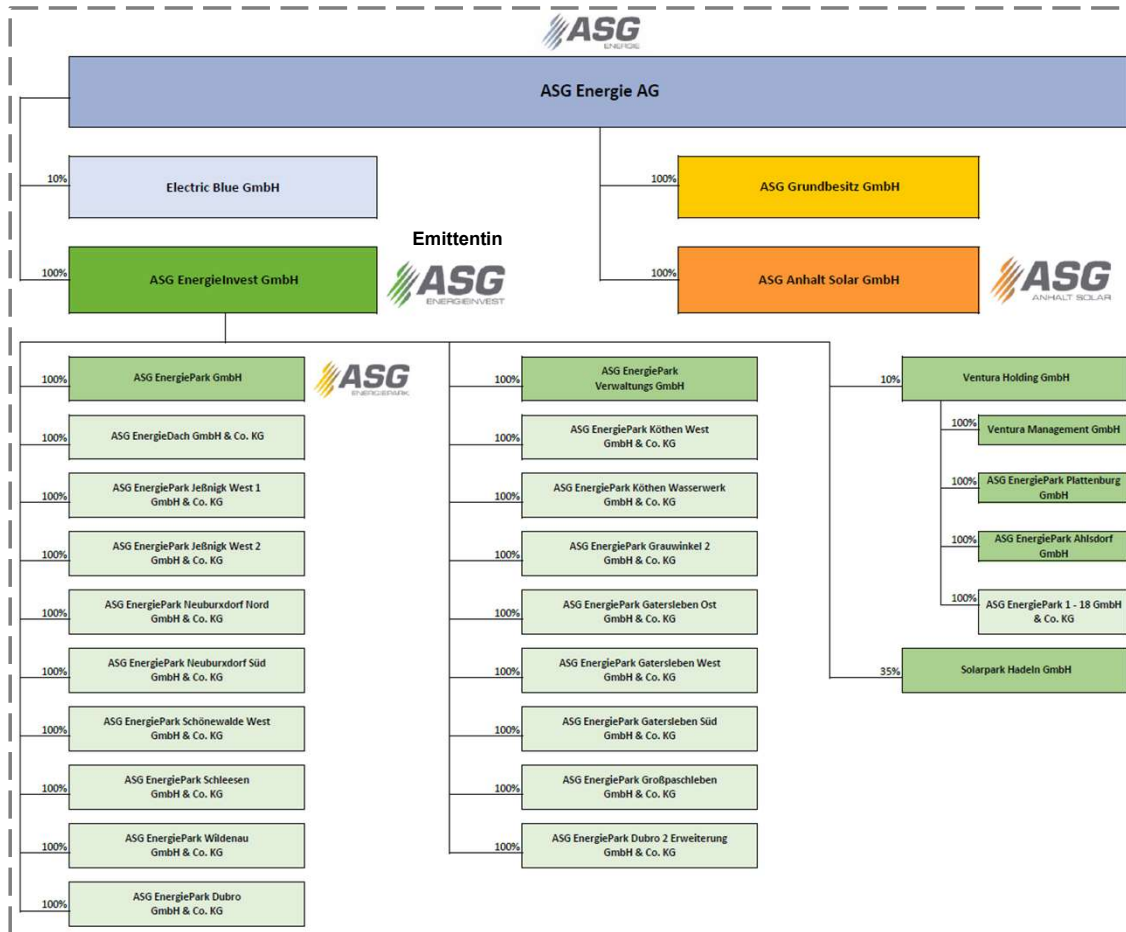 ASG
ENERGIE
ASG Energie AG
10%
Electric Blue GmbH
100%
ASG Grundbesitz GmbH
Emittentin
100%
ASG EnergieInvest GmbH
ASG
ENERGIEINVEST
100%
ASG Anhalt Solar GmbH
ASG
ANHALT SOLAR
100%
ASG EnergiePark GmbH
ASG
ENERGIEPARK
100%
ASG EnergieDach GmbH & Co. KG
100%
ASG EnergiePark Jeßnigk West 1
GmbH & Co. KG
100%
ASG EnergiePark Jeßnigk West 2
GmbH & Co. KG
100%
ASG EnergiePark Neuburxdorf Nord
GmbH & Co. KG
100%
ASG EnergiePark Neuburxdorf Süd
GmbH & Co. KG
100%
ASG EnergiePark Schönewalde West
GmbH & Co. KG
100%
ASG EnergiePark Schleesen
GmbH & Co. KG
100%
ASG EnergiePark Wildenau
GmbH & Co. KG
100%
ASG EnergiePark Dubro
GmbH & Co. KG
100%
ASG EnergiePark
Verwaltungs GmbH
100%
ASG EnergiePark Köthen West
GmbH & Co. KG
100%
ASG EnergiePark Köthen Wasserwerk
GmbH & Co. KG
100%
ASG EnergiePark Grauwinkel 2
GmbH & Co. KG
100%
ASG EnergiePark Gatersleben Ost
GmbH & Co. KG
100%
ASG EnergiePark Gatersleben West
GmbH & Co. KG
100%
ASG EnergiePark Gatersleben Süd
GmbH & Co. KG
100%
ASG EnergiePark Großpaschleben
GmbH & Co. KG
100%
ASG EnergiePark Dubro 2 Erweiterung
GmbH & Co. KG
10%
Ventura Holding GmbH
100%
Ventura Management GmbH
100%
ASG EnergiePark Plattenburg
GmbH
100%
ASG EnergiePark Ahlsdorf
GmbH
100%
ASG EnergiePark 1 - 18 GmbH
& Co. KG
35%
Solarpark Hadeln GmbH